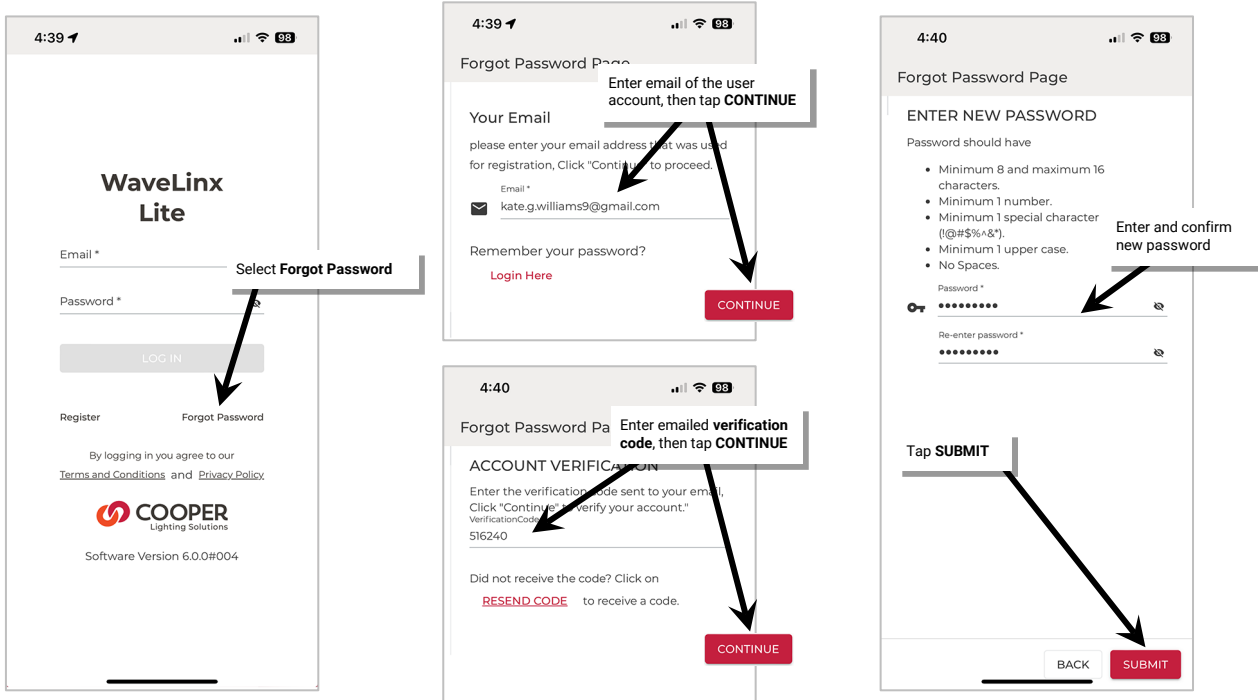 4:39
98
WaveLinx
Lite
Email *
Select Forgot Password
Password *
LOG IN
Register
Forgot Password
By logging in you agree to our
Terms and Conditions and Privacy Policy
COOPER
Lighting Solutions
Software Version 6.0.0#004
4:39
98
Forgot Password Page
Enter email of the user
account, then tap CONTINUE
Your Email
please enter your email address that was used
for registration, Click "Continue" to proceed.
Email *
kate.g.williams9@gmail.com
Remember your password?
Login Here
CONTINUE
4:40
98
Forgot Password Pa
Enter emailed verification
code, then tap CONTINUE
ACCOUNT VERIFICATION
Enter the verification code sent to your email,
Click "Continue" to verify your account."
VerificationCode
516240
Did not receive the code? Click on
RESEND CODE to receive a code.
CONTINUE
4:40
98
Forgot Password Page
ENTER NEW PASSWORD
Password should have
• Minimum 8 and maximum 16
characters.
• Minimum 1 number.
• Minimum 1 special character
(!@#$%^&*).
• Minimum 1 upper case.
• No Spaces.
Enter and confirm
new password
Password *
•••••••••
Re-enter password *
•••••••••
Tap SUBMIT
BACK
SUBMIT